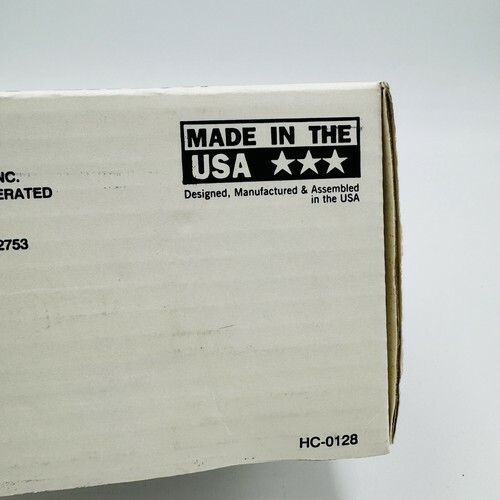 MADE IN THE
USA ★★★
Designed, Manufactured & Assembled
in the USA
NC.
ERATED
2753
HC-0128